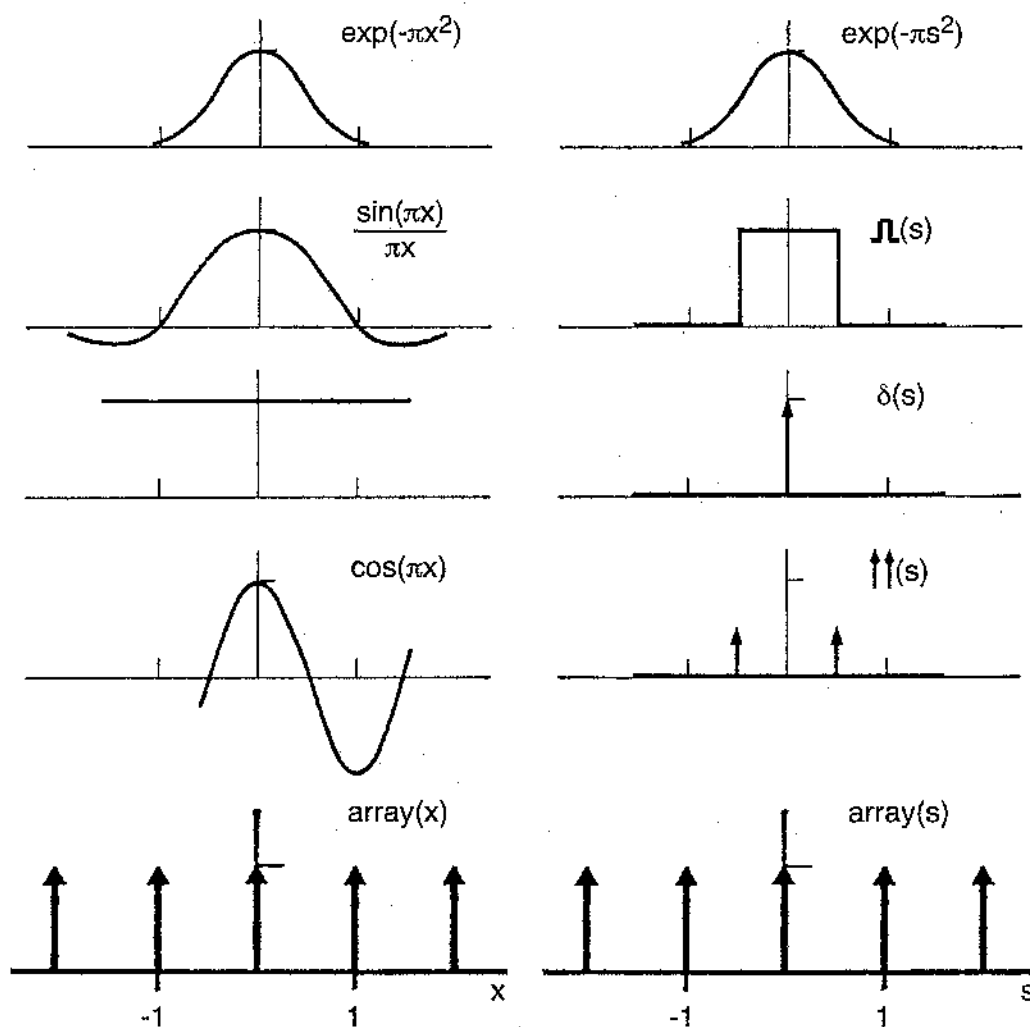 exp(-πx²) exp(-πs²)
sin(πx)
πx
⊓(s)
δ(s)
cos(πx) ⇈(s)
array(x) array(s)
x s
-1 1 -1 1